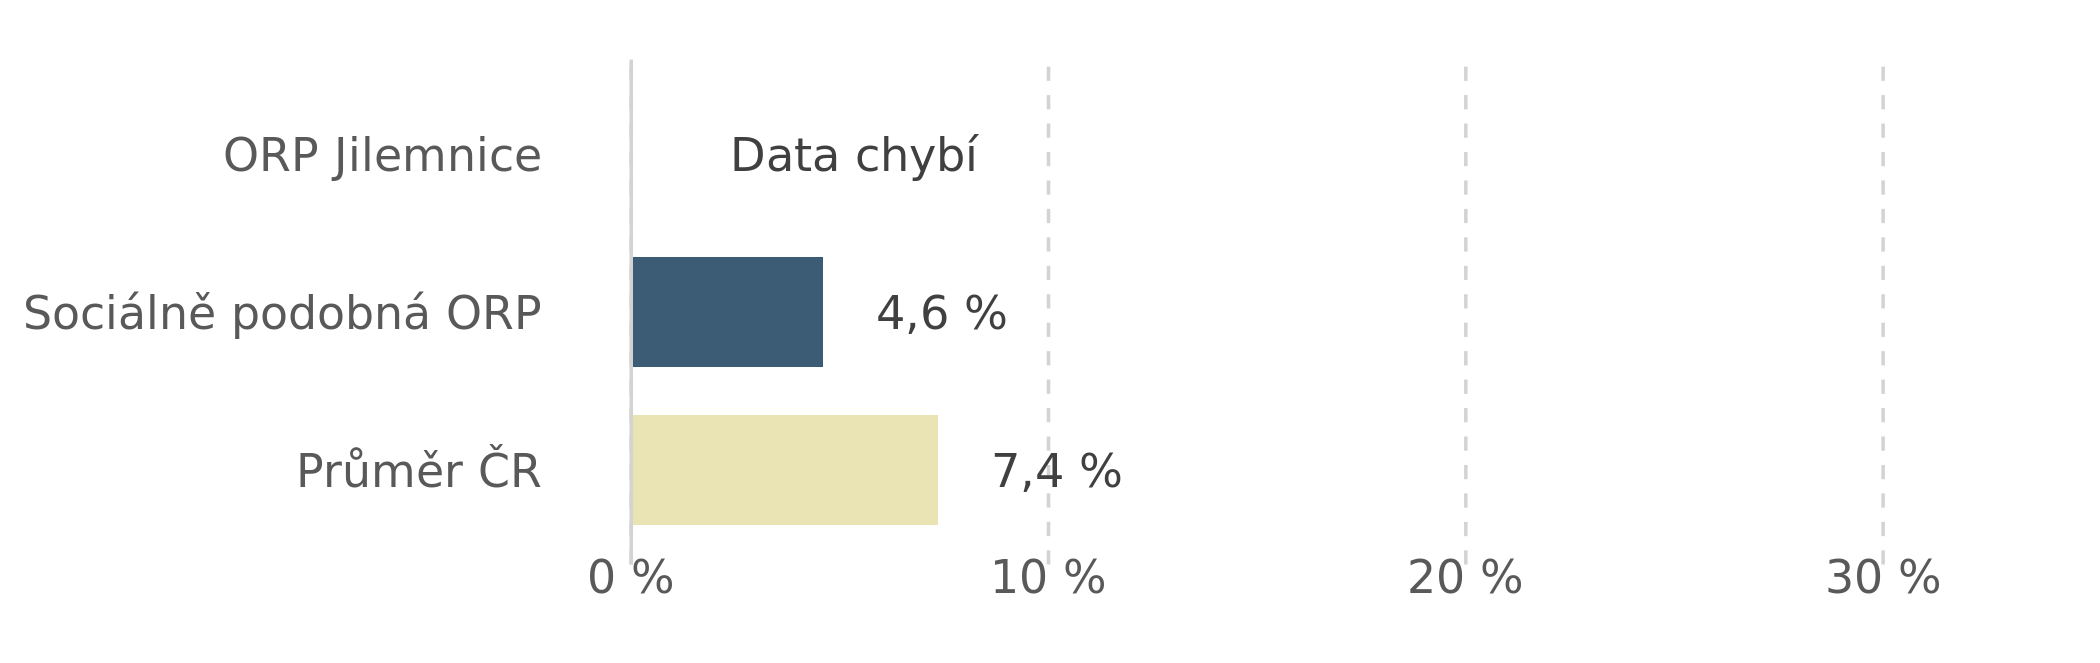 ORP Jilemnice Data chybí
Sociálně podobná ORP 4,6 %
Průměr ČR 7,4 %
0 % 10 % 20 % 30 %